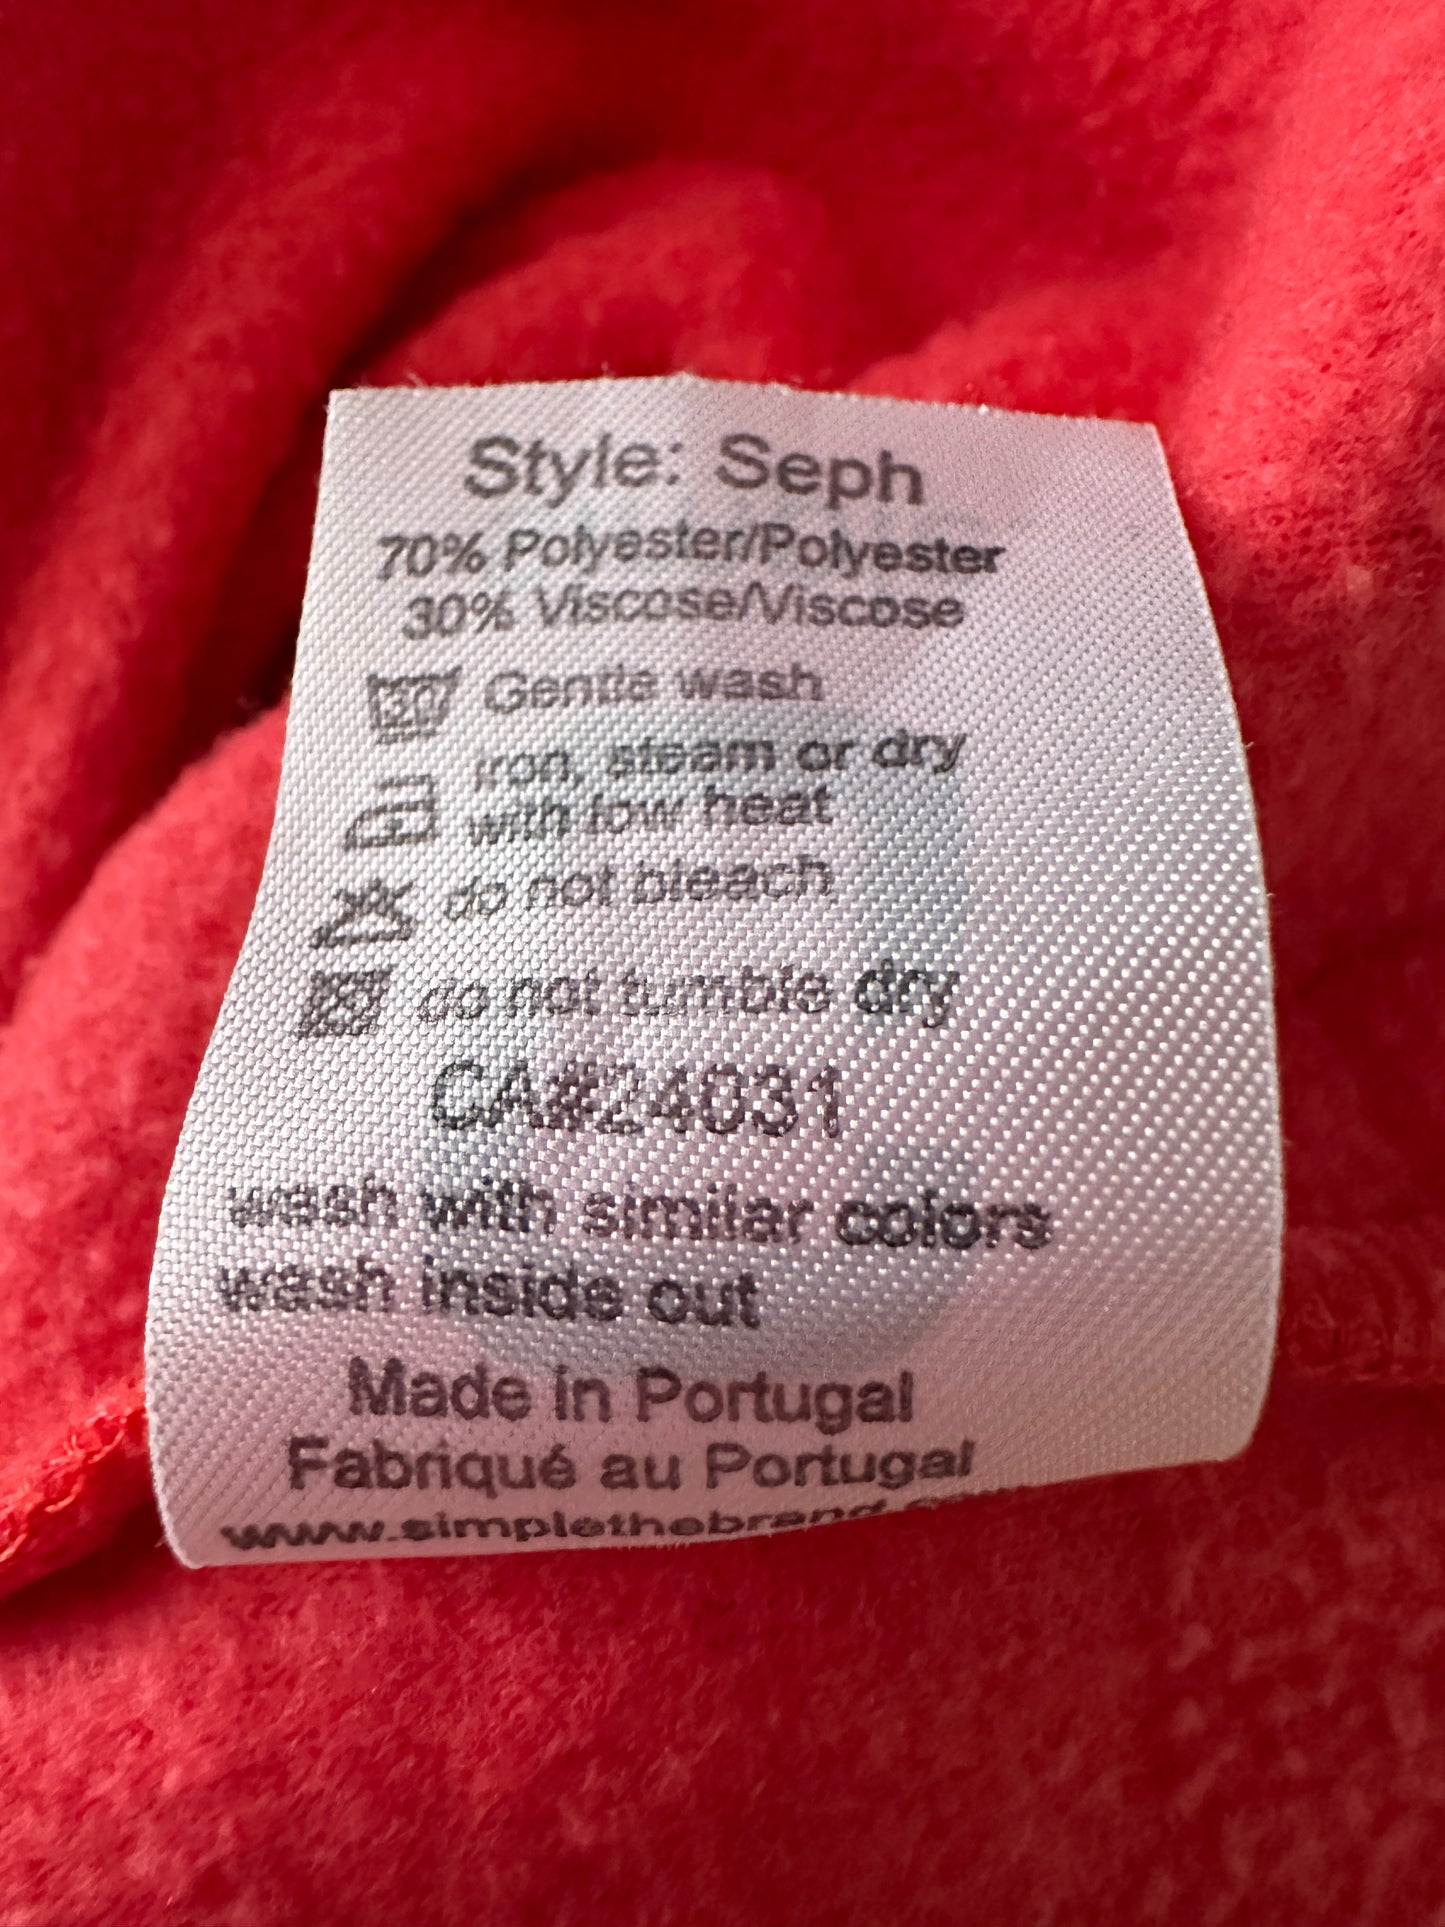 Style: Seph
70% Polyester/Polyester
30% Viscose/Viscose
30 Gentle wash
iron, steam or dry
with low heat
do not bleach
do not tumble dry
CA#24031
wash with similar colors
wash inside out
Made in Portugal
Fabriqué au Portugal
www.simplethebrand.